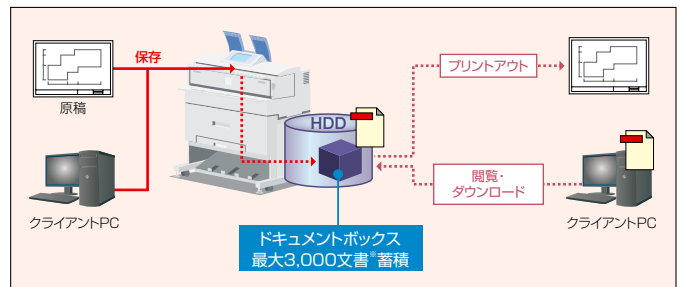 保存
原稿
クライアントPC
HDD
ドキュメントボックス
最大3,000文書※蓄積
プリントアウト
閲覧・
ダウンロード
クライアントPC